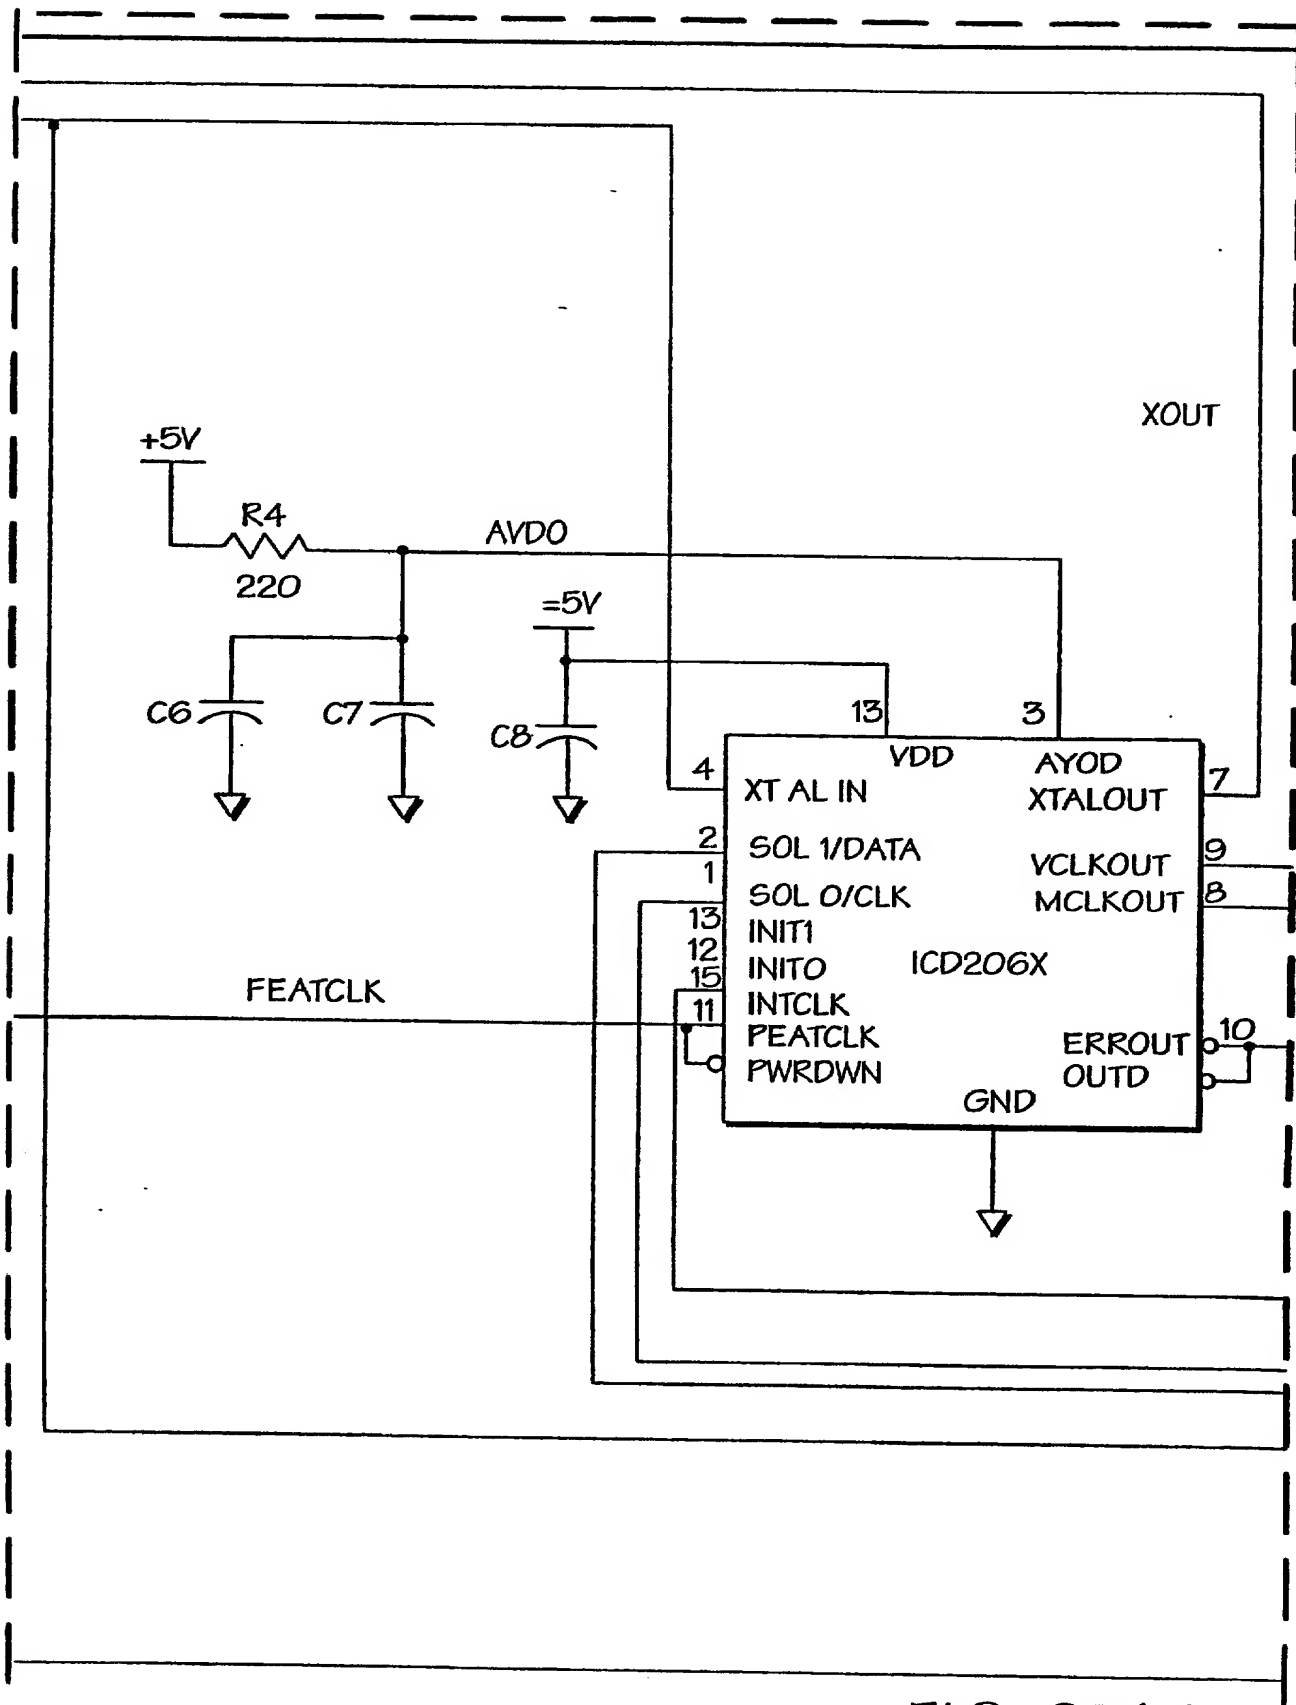 XOUT
+5V
R4
220
AVDO
=5V
C6
C7
C8
13
3
VDD
AYOD
4
XT AL IN
XTALOUT
7
2
SOL 1/DATA
VCLKOUT
9
1
SOL O/CLK
MCLKOUT
8
13
INIT1
12
INITO
ICD206X
15
INTCLK
FEATCLK
11
PEATCLK
ERROUT
10
PWRDWN
OUTD
GND